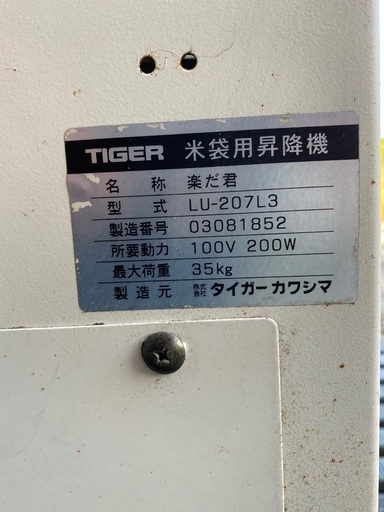 TIGER 米袋用昇降機
名称 楽だ君
型式 LU-207L3
製造番号 03081852
所要動力 100V 200W
最大荷重 35kg
製造元 株式会社 タイガーカワシマ